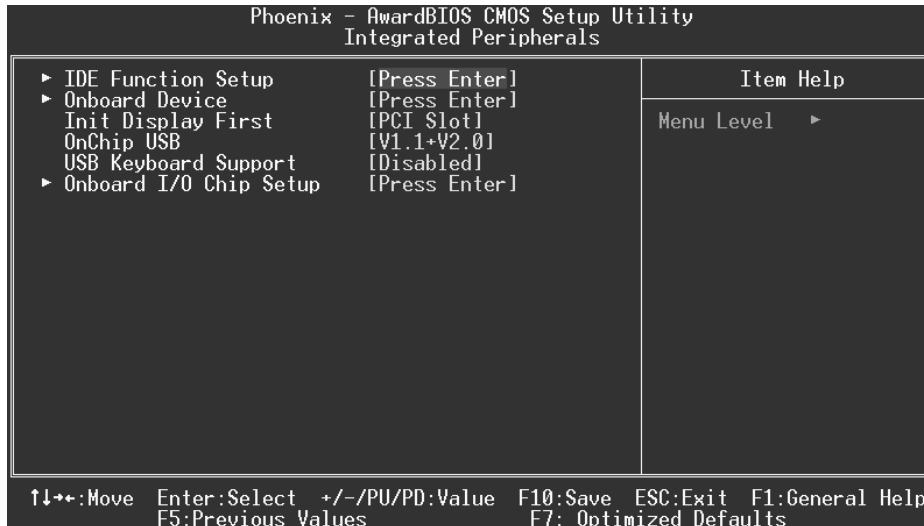 Phoenix - AwardBIOS CMOS Setup Utility
Integrated Peripherals
► IDE Function Setup [Press Enter]
► Onboard Device [Press Enter]
Init Display First [PCI Slot]
OnChip USB [V1.1+V2.0]
USB Keyboard Support [Disabled]
► Onboard I/O Chip Setup [Press Enter]
Item Help
Menu Level ►
↑↓→←:Move Enter:Select +/-/PU/PD:Value F10:Save ESC:Exit F1:General Help
F5:Previous Values F7: Optimized Defaults